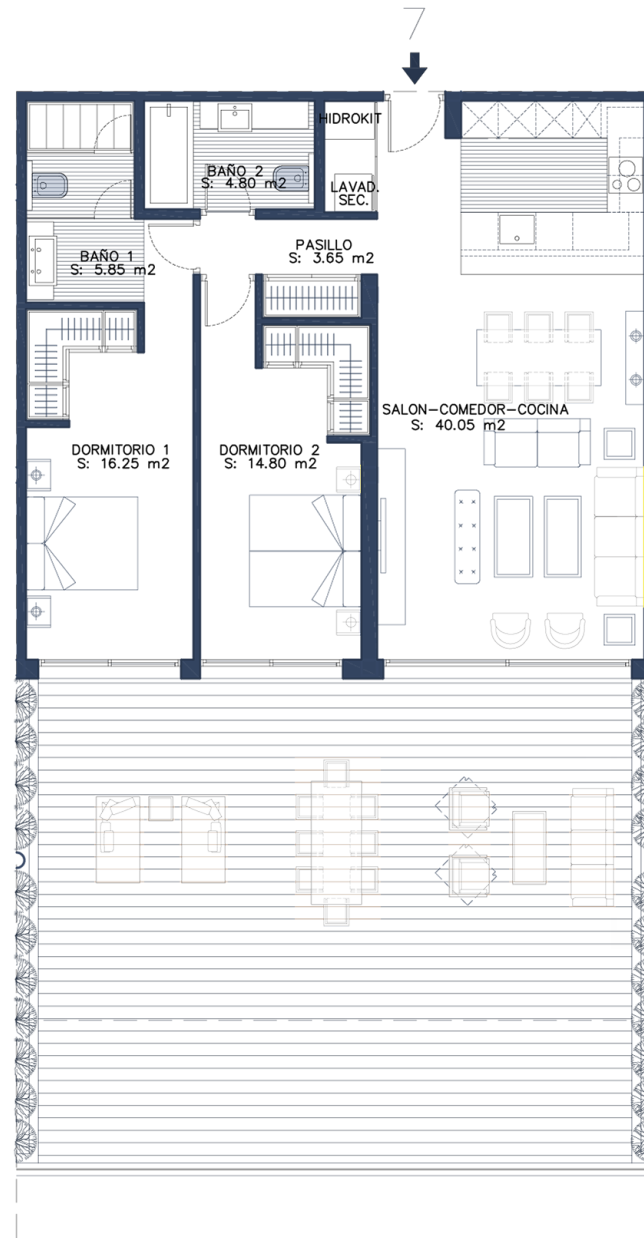 7
HIDROKIT
BAÑO 2
S: 4.80 m2
LAVAD.
SEC.
BAÑO 1
S: 5.85 m2
PASILLO
S: 3.65 m2
SALON-COMEDOR-COCINA
S: 40.05 m2
DORMITORIO 1
S: 16.25 m2
DORMITORIO 2
S: 14.80 m2